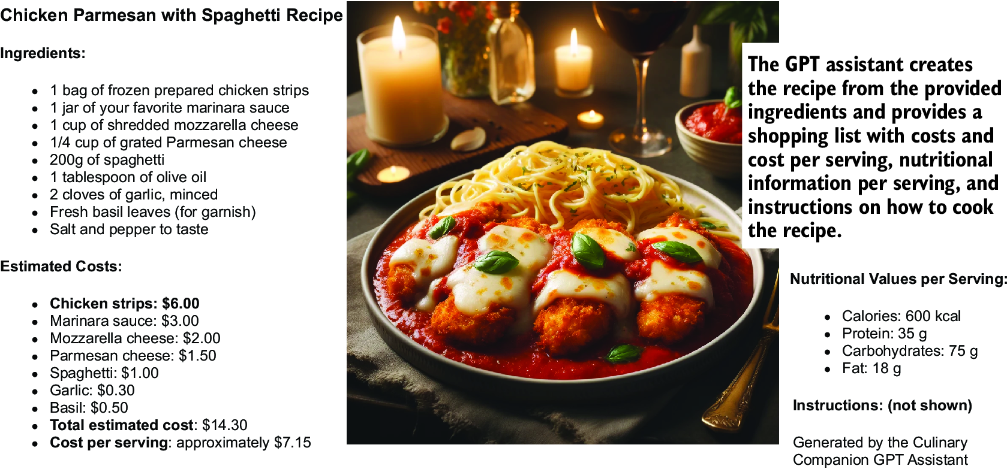 Chicken Parmesan with Spaghetti Recipe
Ingredients:
• 1 bag of frozen prepared chicken strips
• 1 jar of your favorite marinara sauce
• 1 cup of shredded mozzarella cheese
• 1/4 cup of grated Parmesan cheese
• 200g of spaghetti
• 1 tablespoon of olive oil
• 2 cloves of garlic, minced
• Fresh basil leaves (for garnish)
• Salt and pepper to taste
Estimated Costs:
• Chicken strips: $6.00
• Marinara sauce: $3.00
• Mozzarella cheese: $2.00
• Parmesan cheese: $1.50
• Spaghetti: $1.00
• Garlic: $0.30
• Basil: $0.50
• Total estimated cost: $14.30
• Cost per serving: approximately $7.15
The GPT assistant creates
the recipe from the provided
ingredients and provides a
shopping list with costs and
cost per serving, nutritional
information per serving, and
instructions on how to cook
the recipe.
Nutritional Values per Serving:
• Calories: 600 kcal
• Protein: 35 g
• Carbohydrates: 75 g
• Fat: 18 g
Instructions: (not shown)
Generated by the Culinary
Companion GPT Assistant